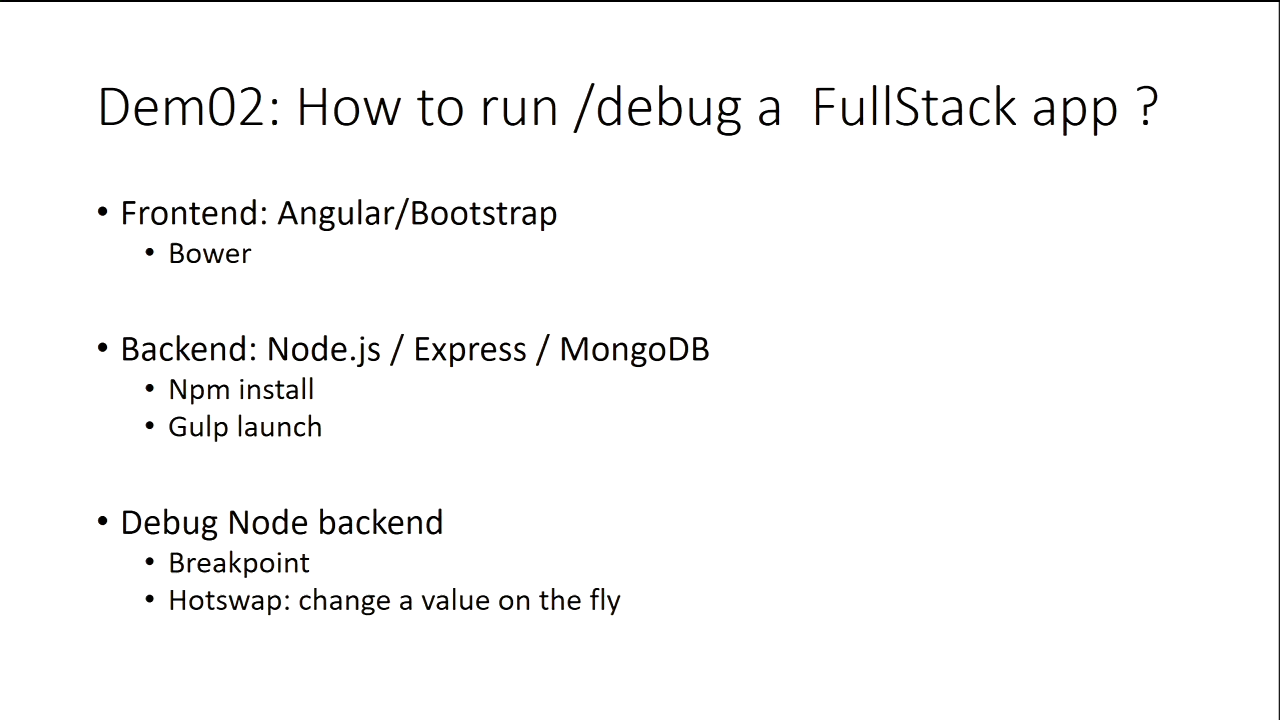 Dem02: How to run /debug a  FullStack app ?
• Frontend: Angular/Bootstrap
• Bower
• Backend: Node.js / Express / MongoDB
• Npm install
• Gulp launch
• Debug Node backend
• Breakpoint
• Hotswap: change a value on the fly